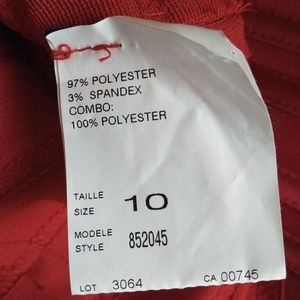 97% POLYESTER
3% SPANDEX
COMBO:
100% POLYESTER
TAILLE
SIZE 10
MODELE
STYLE 852045
LOT 3064 CA 00745